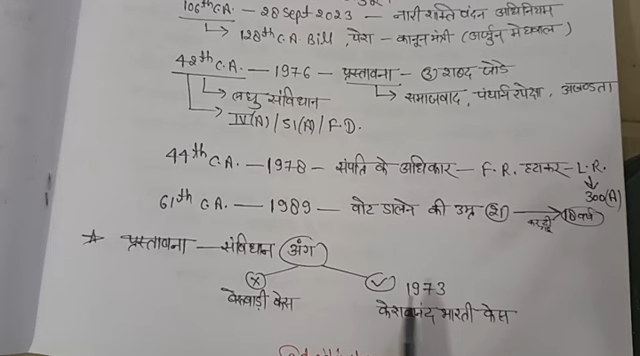 106th C.A. — 28 Sept 2023 — नारी शक्ति वंदन अधिनियम
128th C.A. Bill, पेश — कानून मंत्री (अर्जुन मेघवाल)
42th C.A. — 1976 — प्रस्तावना — ③ शब्द जोडे
लघु संविधान
समाजवाद, पंथनिरपेक्ष, अखण्डता
IV(A) / 51(A) / F.D.
44th C.A. — 1978 — संपति के अधिकार — F.R. हटाकर — L.R.
300(A)
61th C.A. — 1989 — वोट डालने की उम्र 21 → 18 वर्ष
★ प्रस्तावना — संविधान अंग
× ✓ 1973
बेरुबाड़ी केस केशवानंद भारती केस